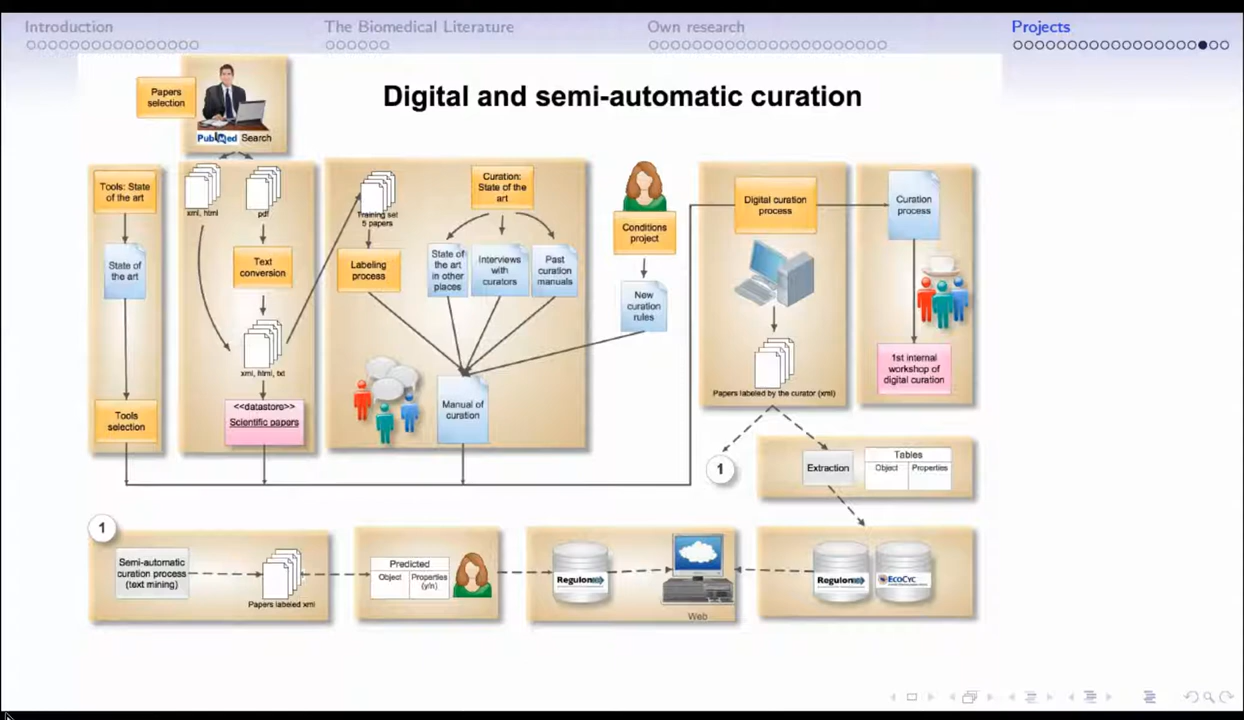 Introduction
The Biomedical Literature
Own research
Projects
Digital and semi-automatic curation
Papers
selection
PubMed Search
Tools: State
of the art
State of
the art
Tools
selection
xml, html
pdf
Text
conversion
xml, html, txt
<<datastore>>
Scientific papers
Training set
5 papers
Labeling
process
Curation:
State of the
art
State of
the art
in other
places
Interviews
with
curators
Past
curation
manuals
Manual of
curation
Conditions
project
New
curation
rules
Digital curation
process
Papers labeled by the curator (xml)
Curation
process
1st internal
workshop of
digital curation
1
Extraction
Tables
Object
Properties
1
Semi-automatic
curation process
(text mining)
Papers labeled xml
Predicted
Object
Properties
(y/n)
Regulon
Web
Regulon
EcoCyc